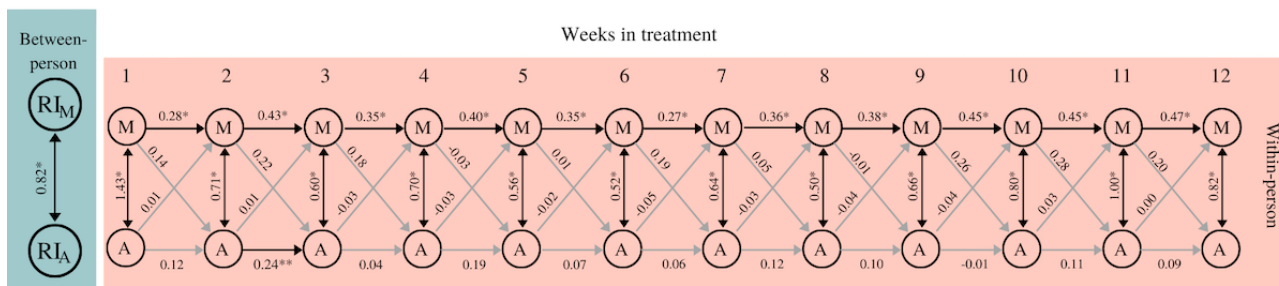 Between-
person
Weeks in treatment
1 2 3 4 5 6 7 8 9 10 11 12
RIM
M M M M M M M M M M M M
0.28* 0.43* 0.35* 0.40* 0.35* 0.27* 0.36* 0.38* 0.45* 0.45* 0.47*
0.14 0.22 0.18 -0.03 0.01 0.19 0.05 -0.01 0.26 0.28 0.20
0.82*
1.43* 0.71* 0.60* 0.70* 0.56* 0.52* 0.64* 0.50* 0.66* 0.80* 1.00* 0.82*
0.01 0.01 -0.03 -0.03 -0.02 -0.05 -0.03 -0.04 -0.04 0.03 0.00
RIA
A A A A A A A A A A A A
0.12 0.24** 0.04 0.19 0.07 0.06 0.12 0.10 -0.01 0.11 0.09
Within-person